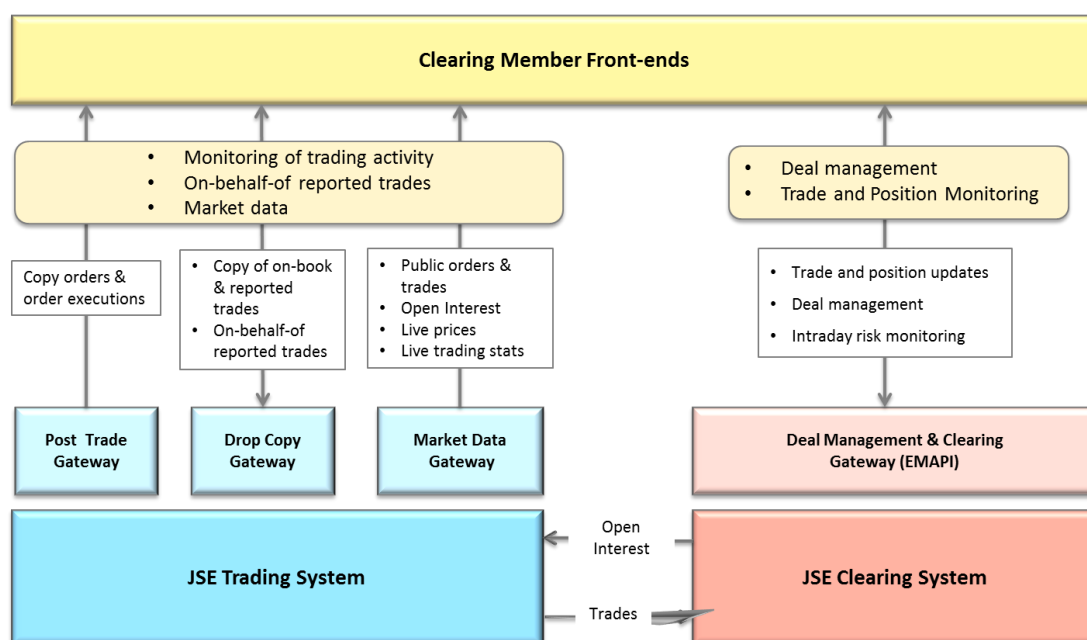 Clearing Member Front-ends
• Monitoring of trading activity
• On-behalf-of reported trades
• Market data
• Deal management
• Trade and Position Monitoring
Copy orders &
order executions
• Copy of on-book
& reported
trades
• On-behalf-of
reported trades
• Public orders &
trades
• Open Interest
• Live prices
• Live trading stats
• Trade and position updates
• Deal management
• Intraday risk monitoring
Post Trade
Gateway
Drop Copy
Gateway
Market Data
Gateway
Deal Management & Clearing
Gateway (EMAPI)
JSE Trading System
Open
Interest
Trades
JSE Clearing System